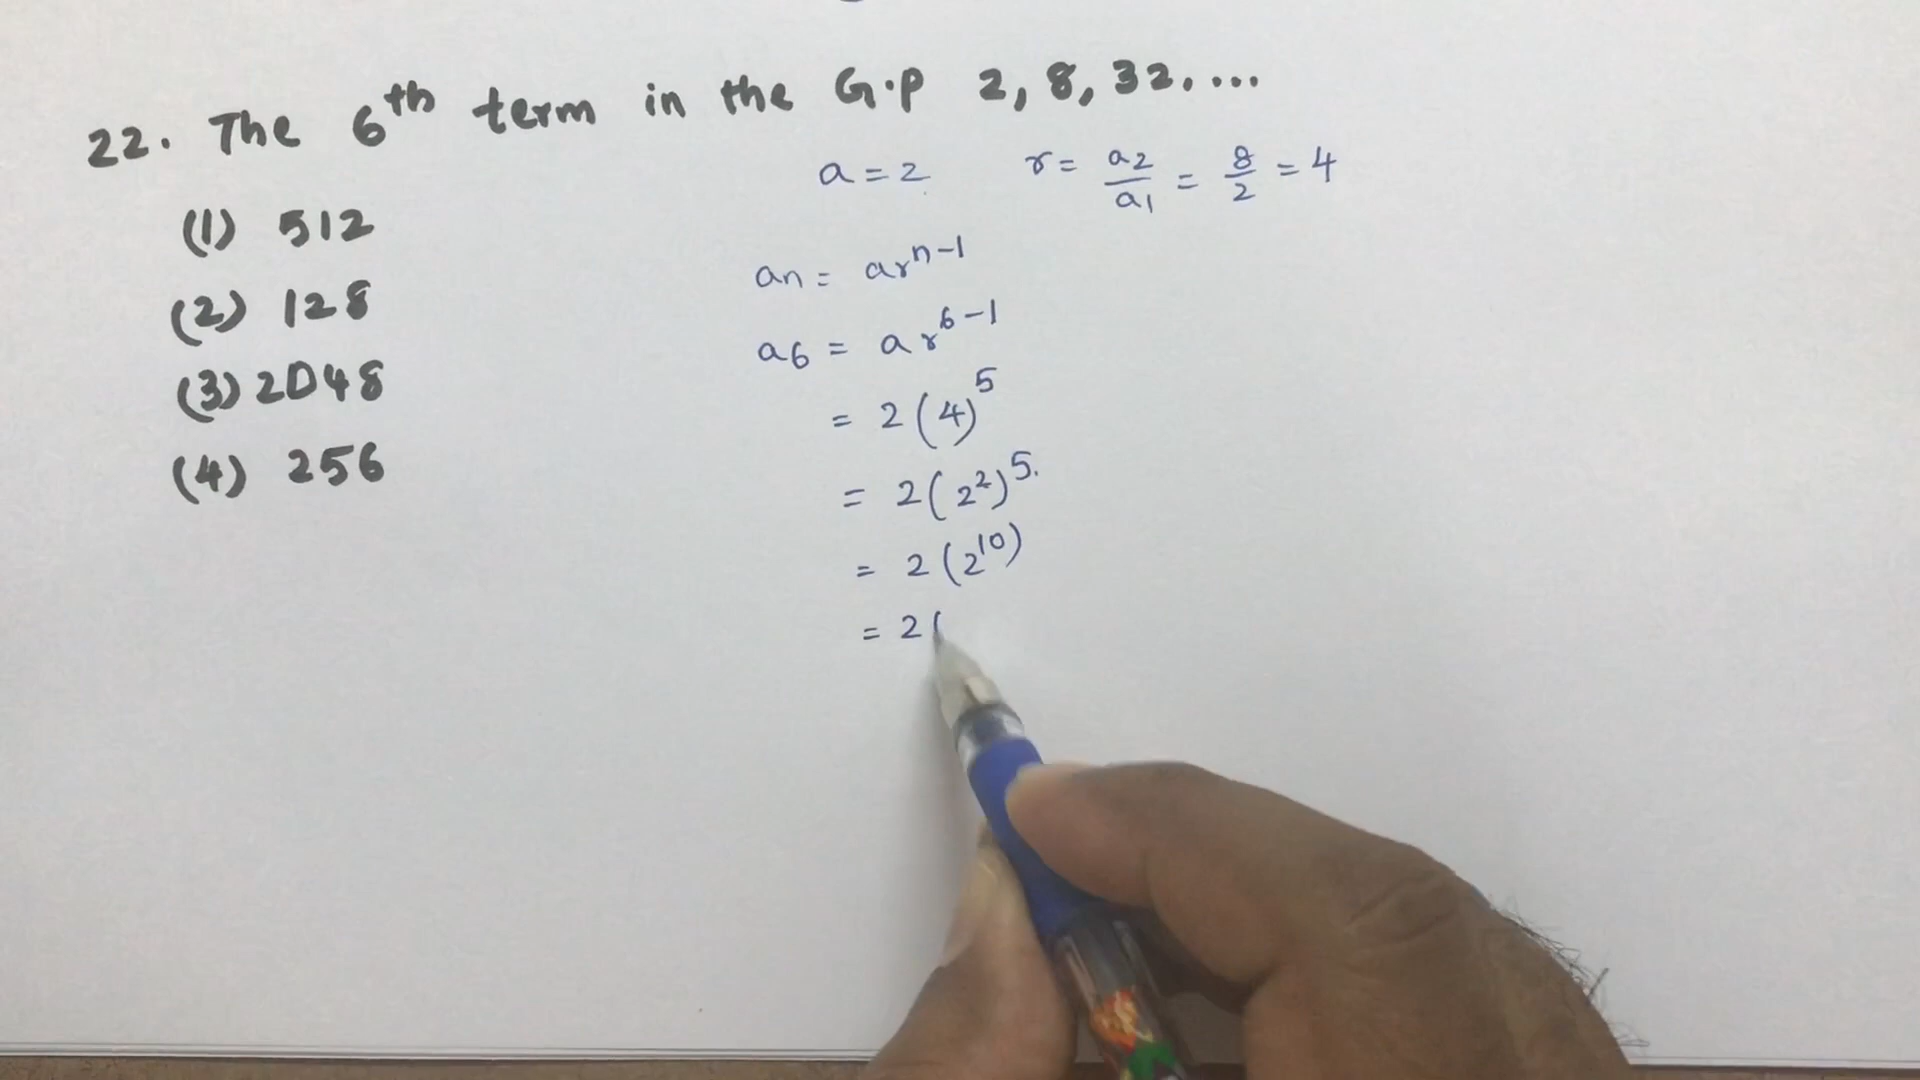 22. The 6th term in the G.P 2, 8, 32, ....
a = 2 r = a2/a1 = 8/2 = 4
(1) 512
(2) 128
(3) 2048
(4) 256
an = ar^n-1
a6 = ar^6-1
= 2(4)^5
= 2(2^2)^5.
= 2(2^10)
= 2(